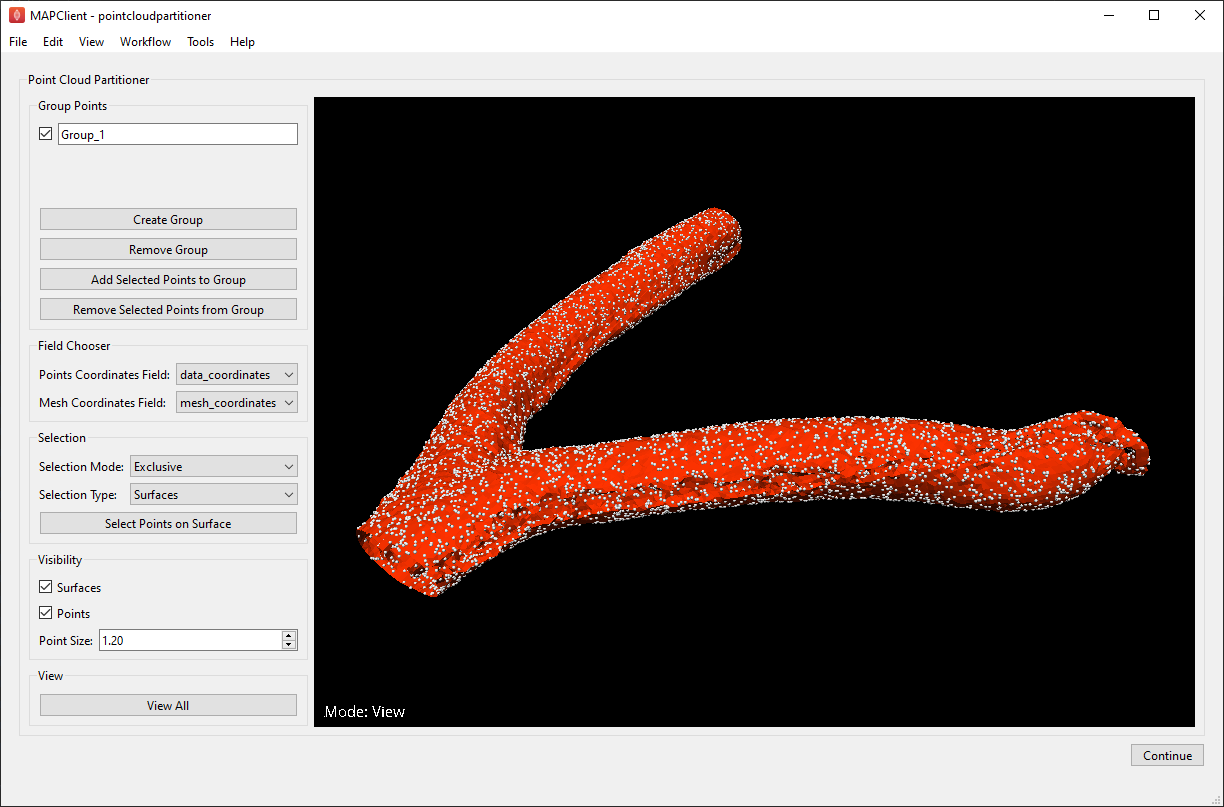 MAPClient - pointcloudpartitioner
File Edit View Workflow Tools Help
Point Cloud Partitioner
Group Points
Group_1
Create Group
Remove Group
Add Selected Points to Group
Remove Selected Points from Group
Field Chooser
Points Coordinates Field: data_coordinates
Mesh Coordinates Field: mesh_coordinates
Selection
Selection Mode: Exclusive
Selection Type: Surfaces
Select Points on Surface
Visibility
Surfaces
Points
Point Size: 1.20
View
View All
Mode: View
Continue